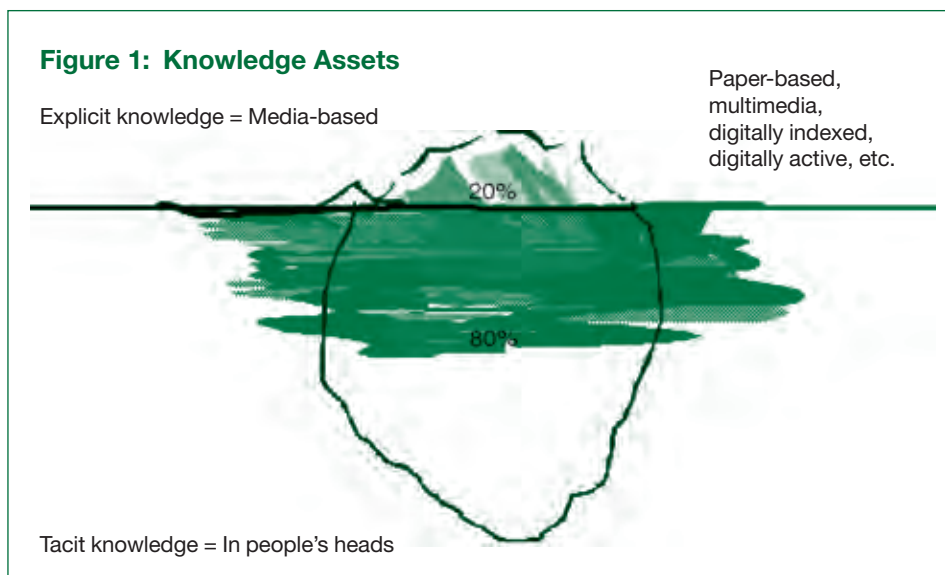 Figure 1: Knowledge Assets
Explicit knowledge = Media-based
Paper-based,
multimedia,
digitally indexed,
digitally active, etc.
20%
80%
Tacit knowledge = In people’s heads